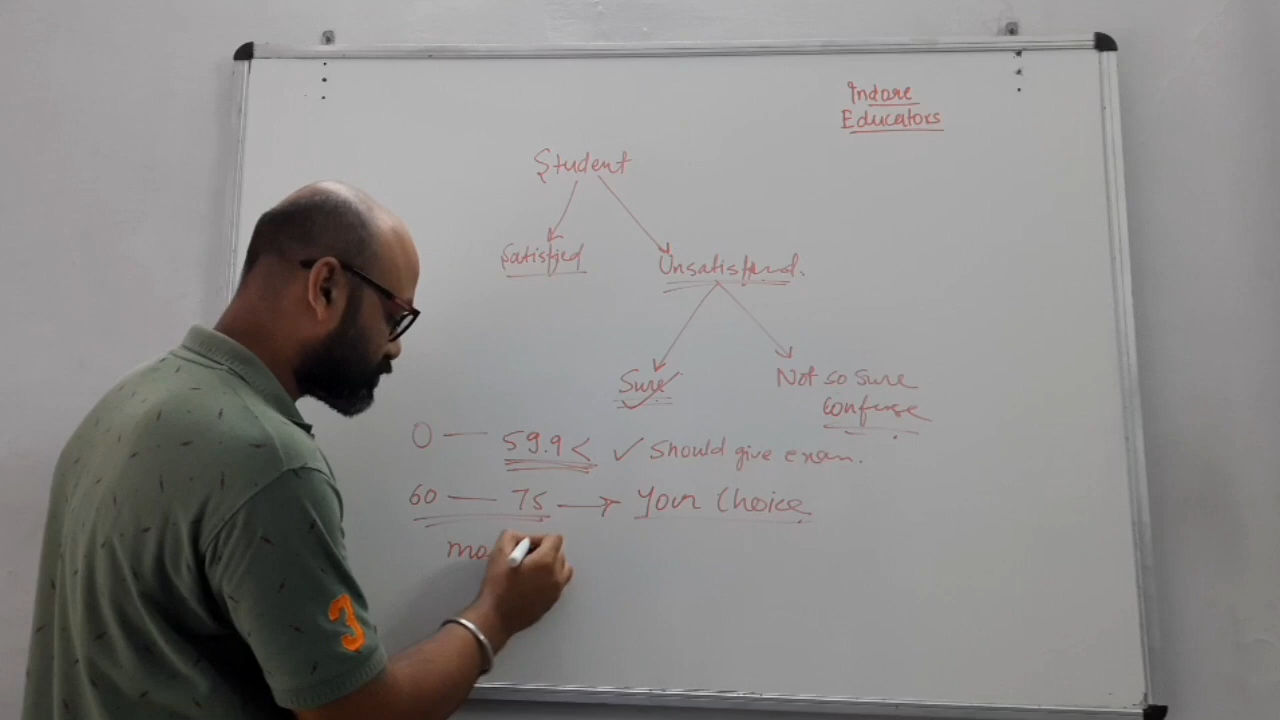 Indore
Educators
Student
Satisfied
Unsatisfied.
Sure ✓
Not so sure
confuse
0 — 59.9 < ✓ Should give exam.
60 — 75 → Your Choice
mo
3